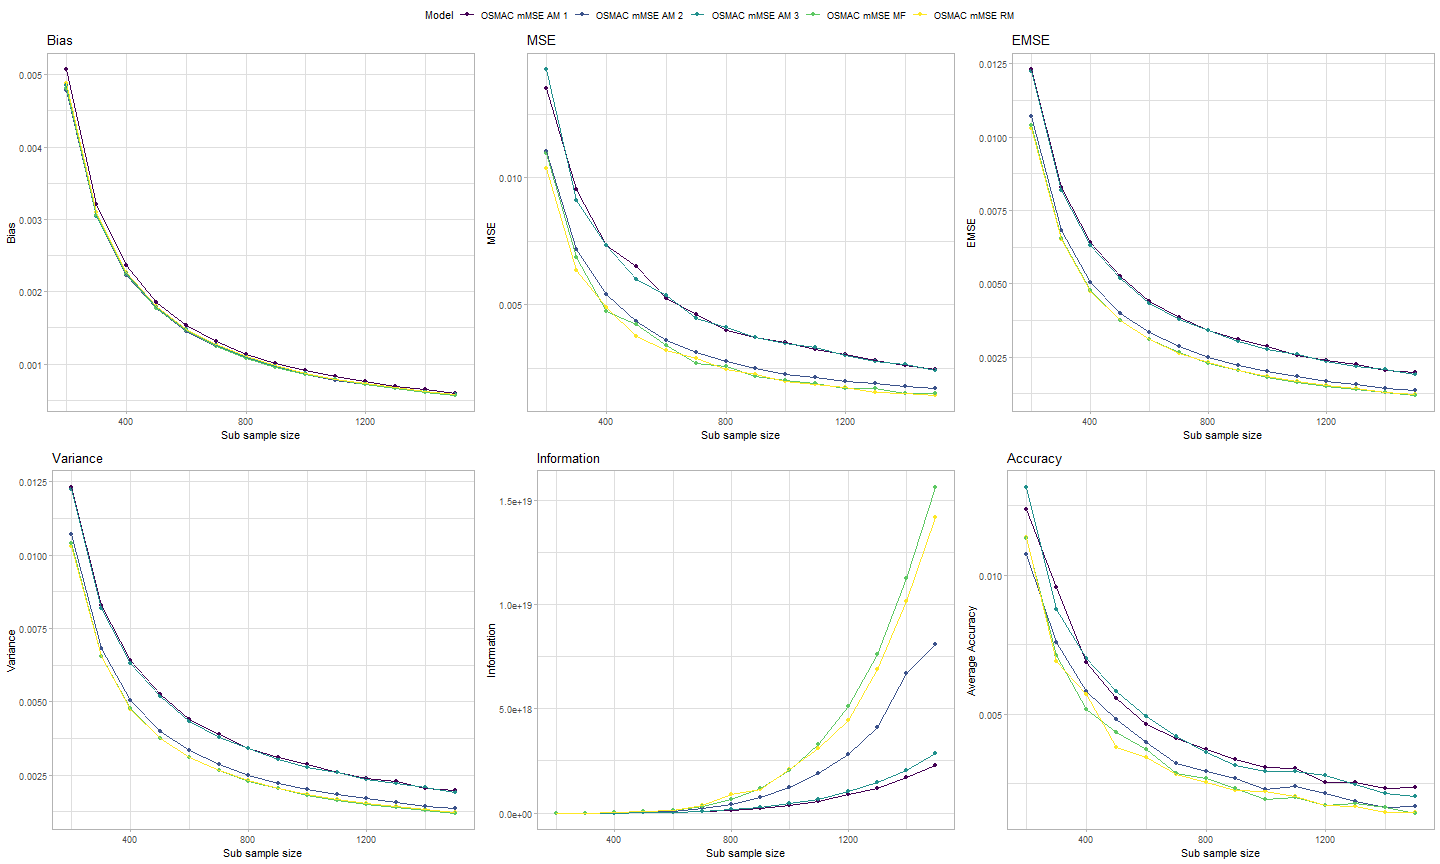 Model OSMAC mMSE AM 1 OSMAC mMSE AM 2 OSMAC mMSE AM 3 OSMAC mMSE MF OSMAC mMSE RM
Bias
0.005
0.004
0.003
0.002
0.001
Bias
400 800 1200
Sub sample size
MSE
0.010
0.005
MSE
400 800 1200
Sub sample size
EMSE
0.0125
0.0100
0.0075
0.0050
0.0025
EMSE
400 800 1200
Sub sample size
Variance
0.0125
0.0100
0.0075
0.0050
0.0025
Variance
400 800 1200
Sub sample size
Information
1.5e+19
1.0e+19
5.0e+18
0.0e+00
Information
400 800 1200
Sub sample size
Accuracy
0.010
0.005
Average Accuracy
400 800 1200
Sub sample size